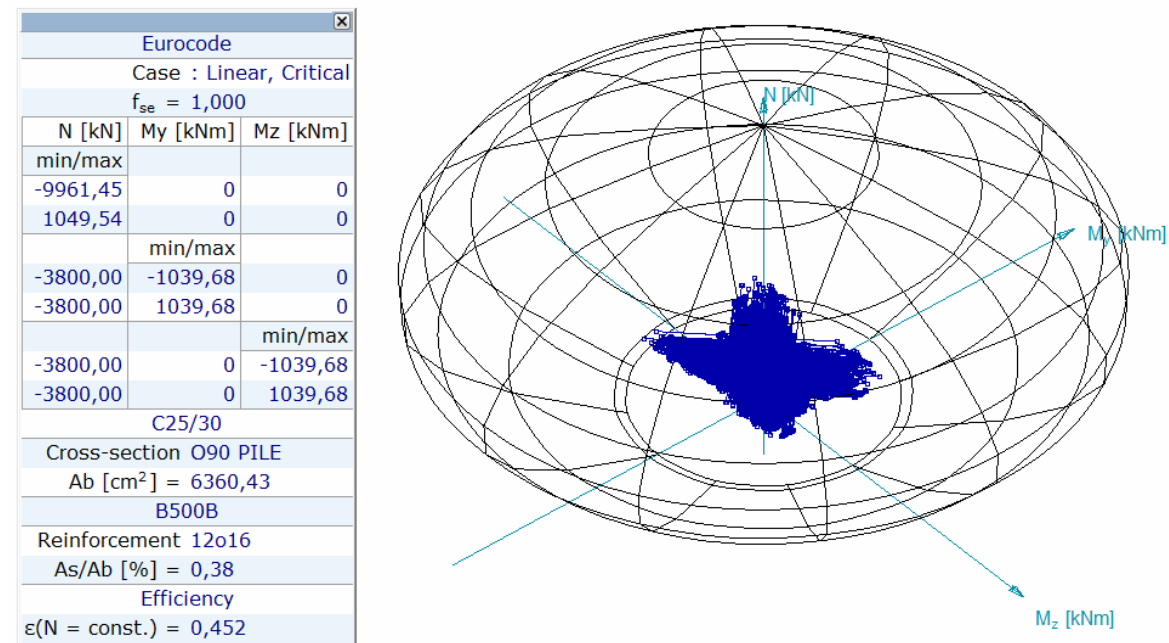 Eurocode
Case : Linear, Critical
fse = 1,000
N [kN] My [kNm] Mz [kNm]
min/max
-9961,45 0 0
1049,54 0 0
min/max
-3800,00 -1039,68 0
-3800,00 1039,68 0
min/max
-3800,00 0 -1039,68
-3800,00 0 1039,68
C25/30
Cross-section O90 PILE
Ab [cm²] = 6360,43
B500B
Reinforcement 12o16
As/Ab [%] = 0,38
Efficiency
ε(N = const.) = 0,452
N [kN]
My [kNm]
Mz [kNm]